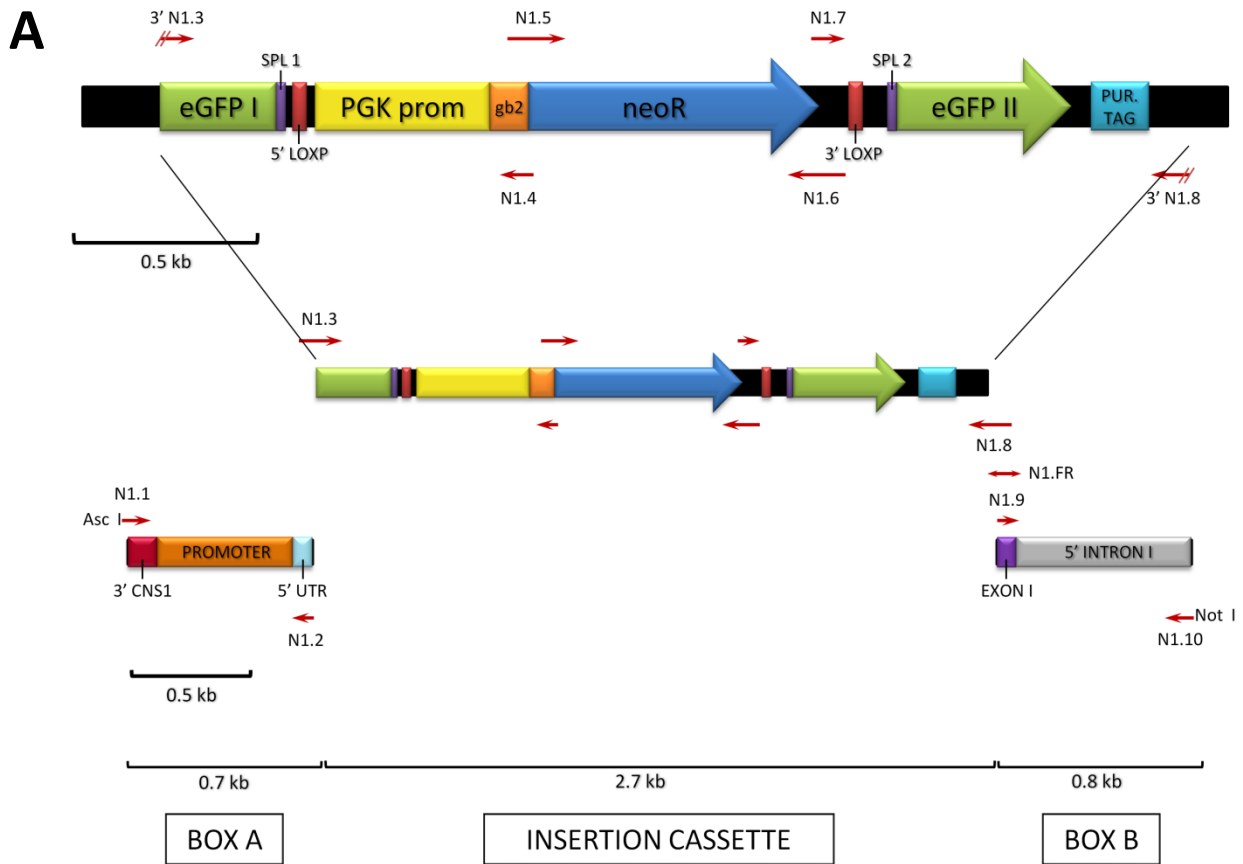 A
3' N1.3
N1.5
N1.7
SPL 1
SPL 2
eGFP I
PGK prom
gb2
neoR
eGFP II
PUR.
TAG
5' LOXP
3' LOXP
N1.4
N1.6
3' N1.8
0.5 kb
N1.3
N1.8
N1.FR
N1.1
N1.9
Asc I
PROMOTER
5' INTRON I
3' CNS1
5' UTR
EXON I
Not I
N1.2
N1.10
0.5 kb
0.7 kb
2.7 kb
0.8 kb
BOX A
INSERTION CASSETTE
BOX B